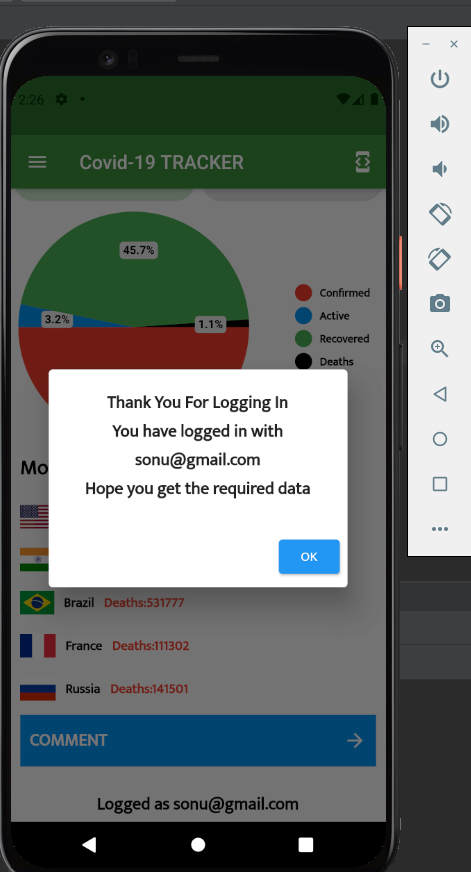 2:26
Covid-19 TRACKER
45.7%
3.2%
1.1%
Confirmed
Active
Recovered
Deaths
Thank You For Logging In
You have logged in with
sonu@gmail.com
Hope you get the required data
OK
Mo
Brazil Deaths:531777
France Deaths:111302
Russia Deaths:141501
COMMENT
Logged as sonu@gmail.com